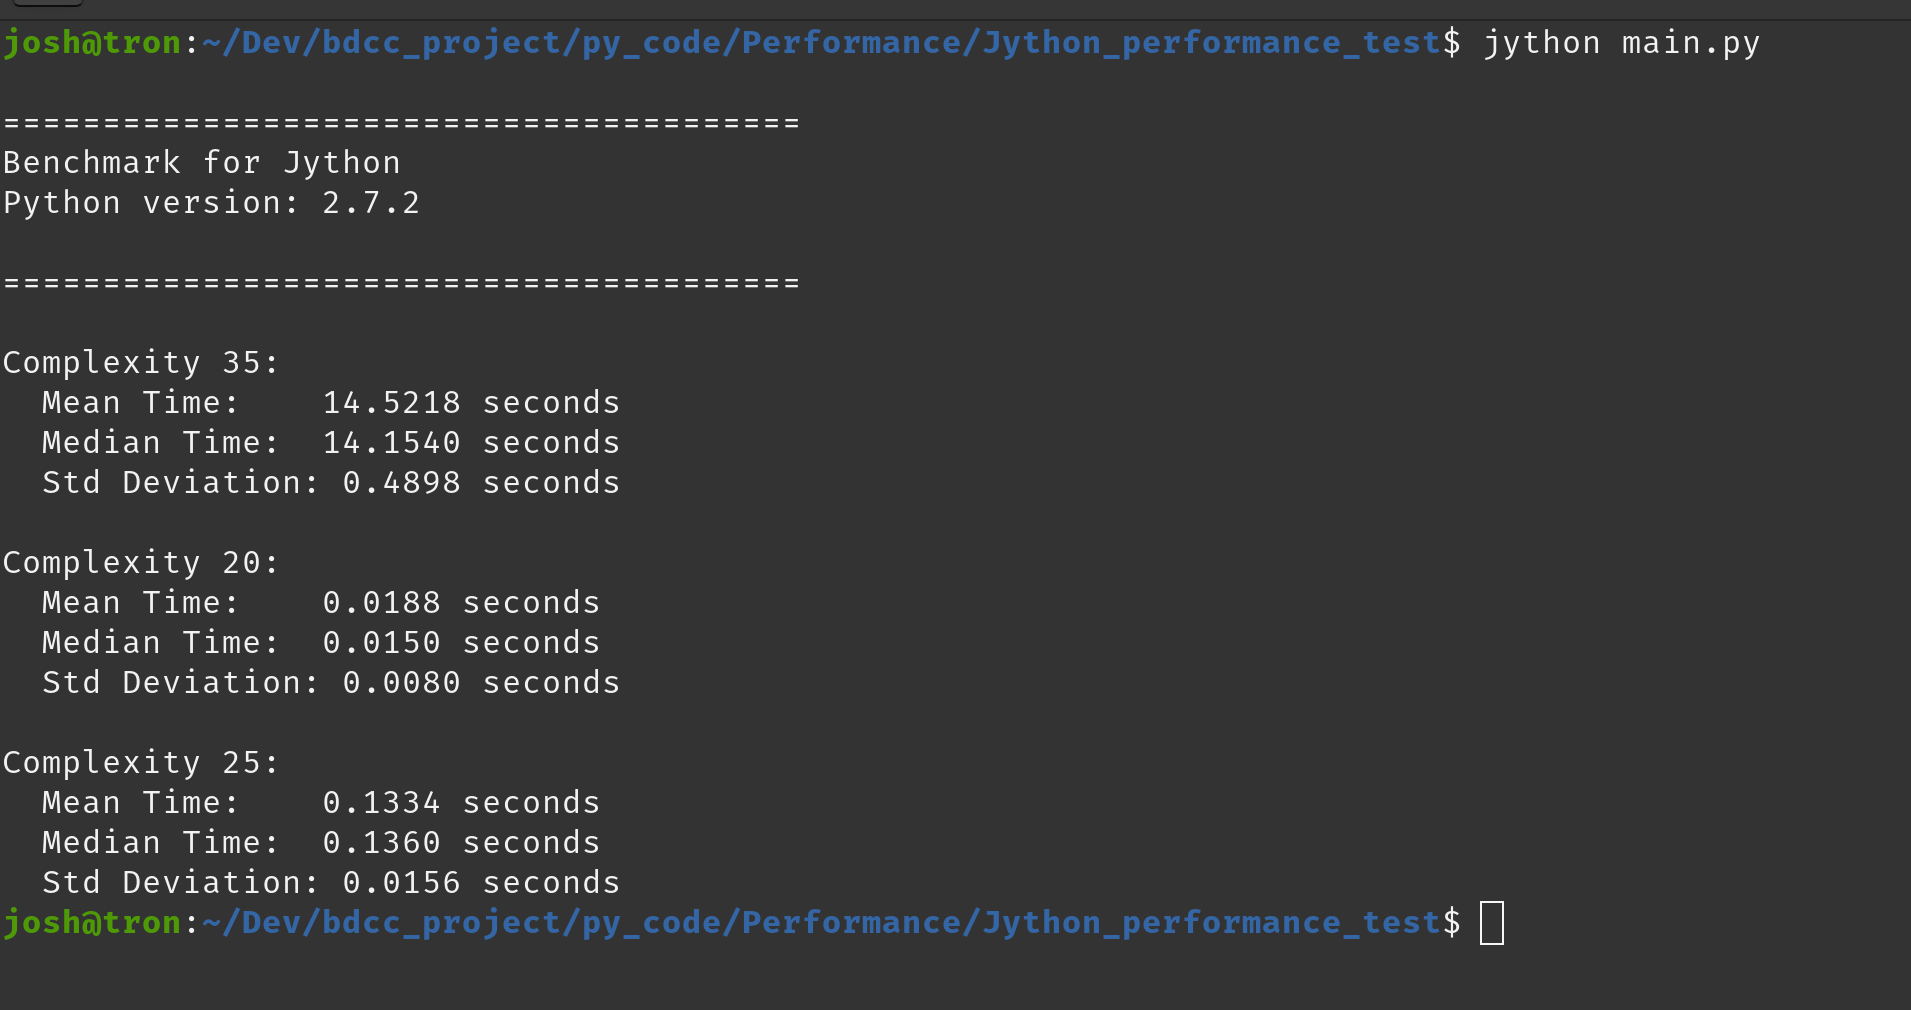 josh@tron:~/Dev/bdcc_project/py_code/Performance/Jython_performance_test$ jython main.py
========================================
Benchmark for Jython
Python version: 2.7.2
========================================
Complexity 35:
  Mean Time:    14.5218 seconds
  Median Time:  14.1540 seconds
  Std Deviation: 0.4898 seconds
Complexity 20:
  Mean Time:    0.0188 seconds
  Median Time:  0.0150 seconds
  Std Deviation: 0.0080 seconds
Complexity 25:
  Mean Time:    0.1334 seconds
  Median Time:  0.1360 seconds
  Std Deviation: 0.0156 seconds
josh@tron:~/Dev/bdcc_project/py_code/Performance/Jython_performance_test$